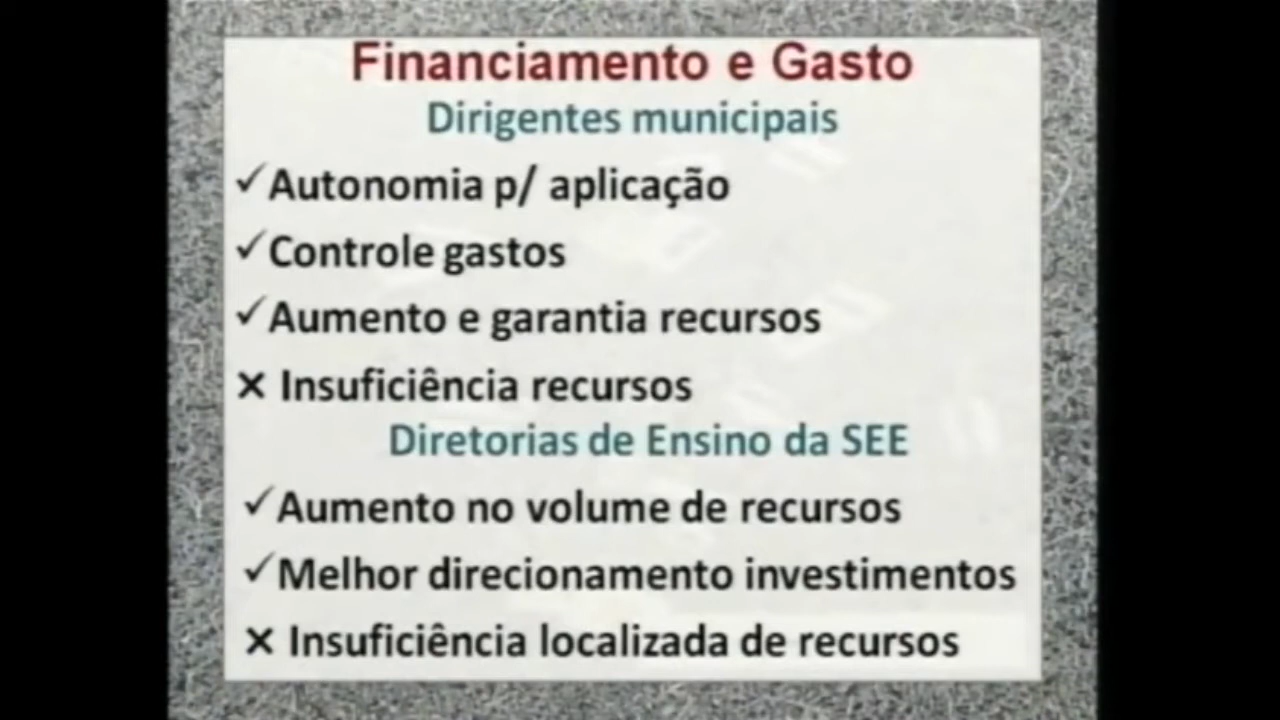 Financiamento e Gasto
Dirigentes municipais
✓Autonomia p/ aplicação
✓Controle gastos
✓Aumento e garantia recursos
× Insuficiência recursos
Diretorias de Ensino da SEE
✓Aumento no volume de recursos
✓Melhor direcionamento investimentos
× Insuficiência localizada de recursos